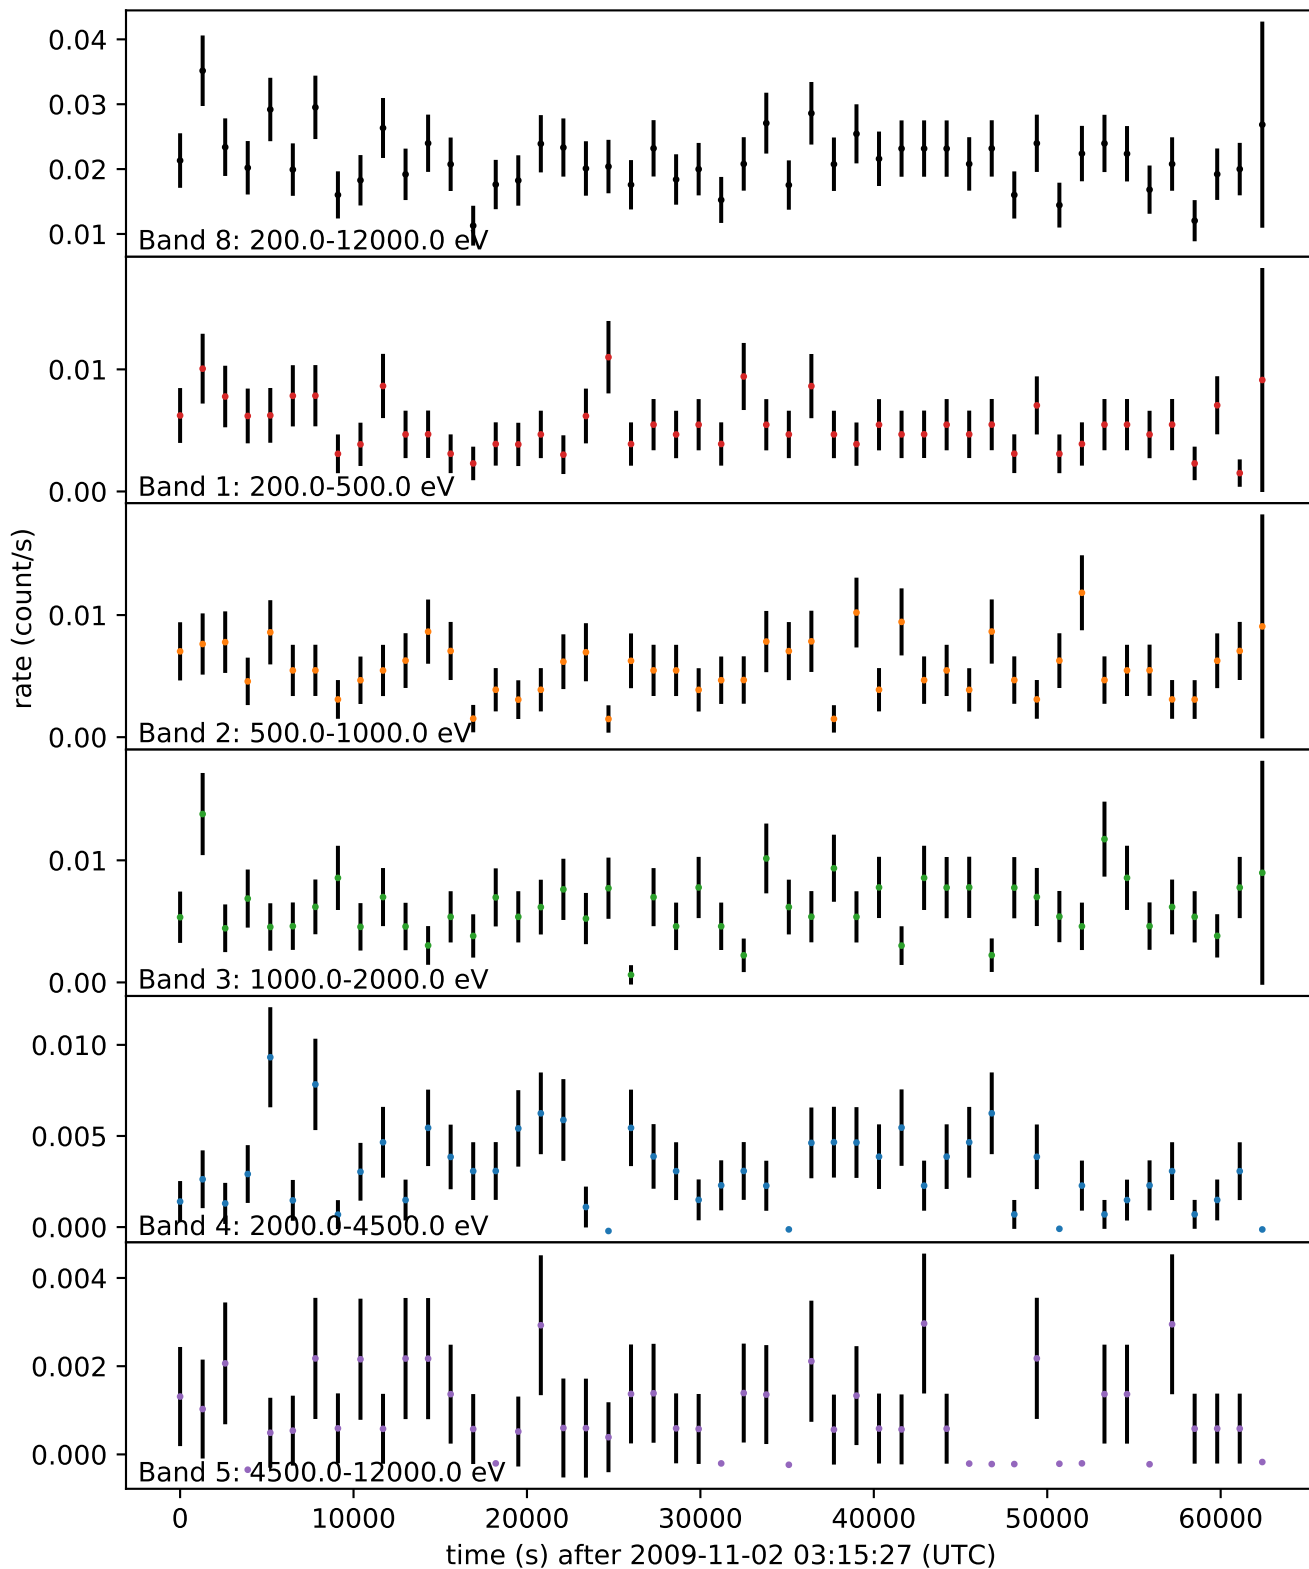 0.04
0.03
0.02
0.01
Band 8: 200.0-12000.0 eV
0.01
0.00
Band 1: 200.0-500.0 eV
rate (count/s)
0.01
0.00
Band 2: 500.0-1000.0 eV
0.01
0.00
Band 3: 1000.0-2000.0 eV
0.010
0.005
0.000
Band 4: 2000.0-4500.0 eV
0.004
0.002
0.000
Band 5: 4500.0-12000.0 eV
0 10000 20000 30000 40000 50000 60000
time (s) after 2009-11-02 03:15:27 (UTC)